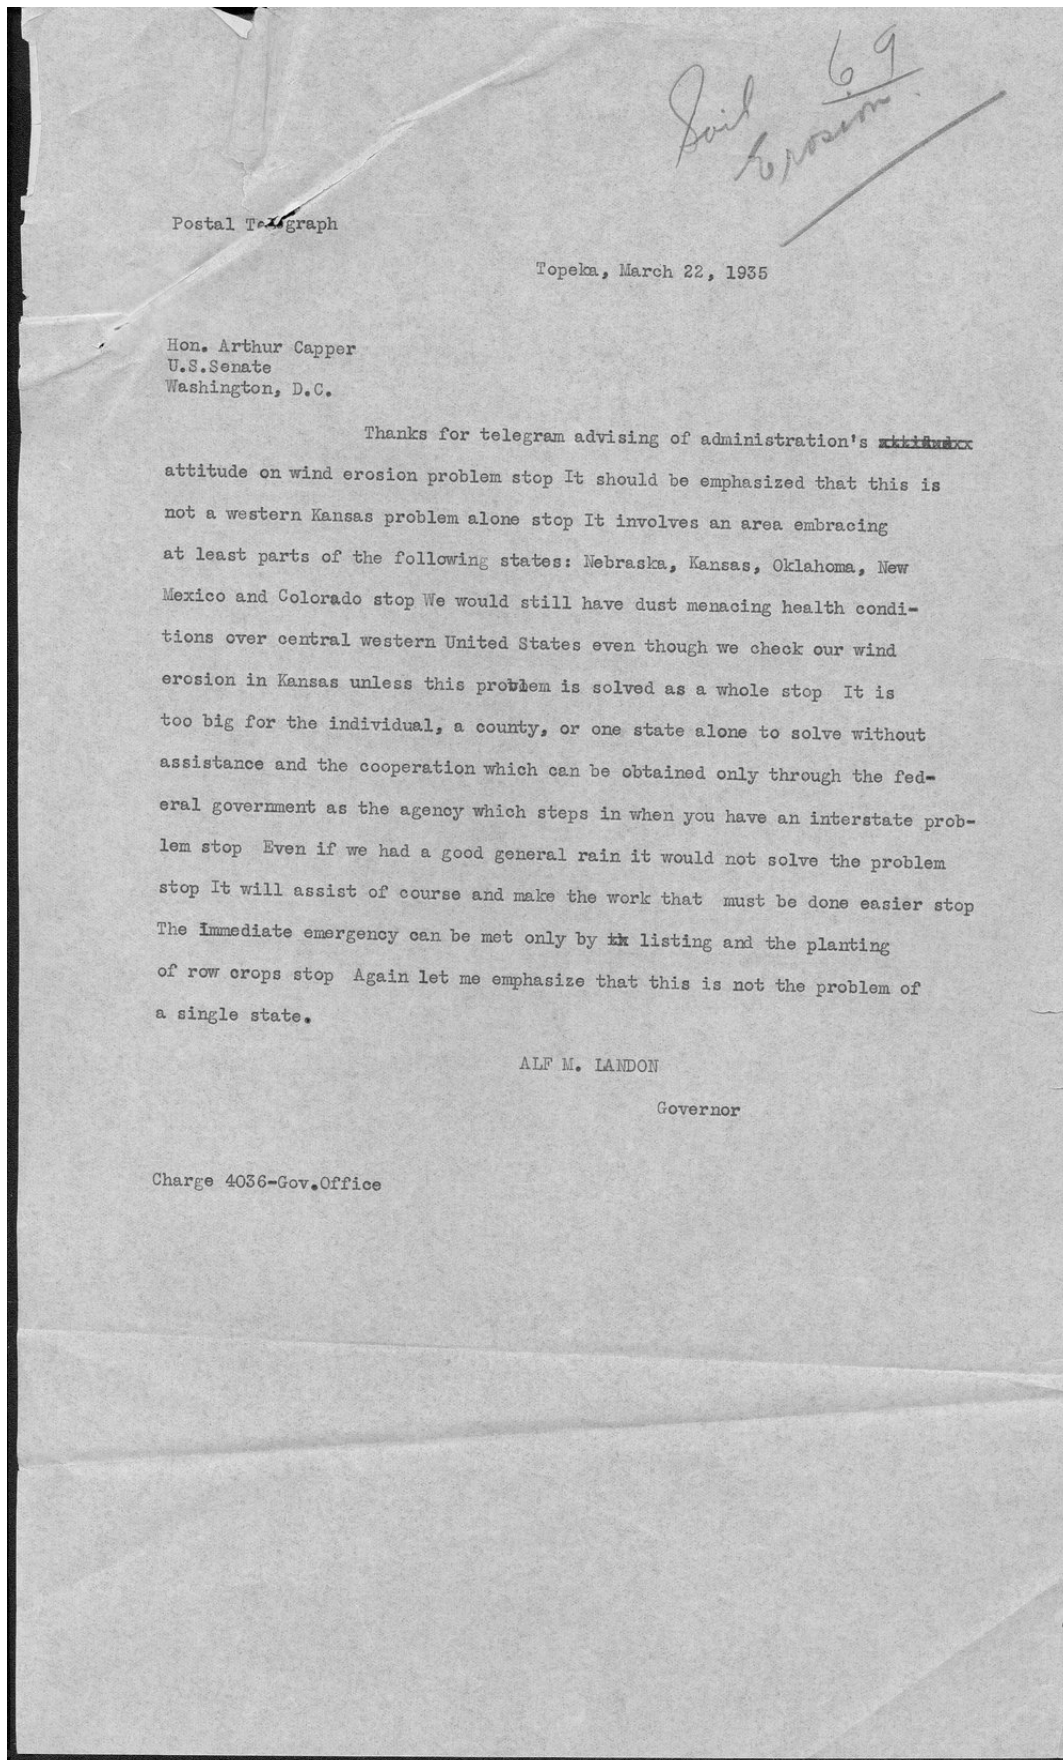 69
Soil
Erosion.
Postal Telegraph
Topeka, March 22, 1935
Hon. Arthur Capper
U.S.Senate
Washington, D.C.
Thanks for telegram advising of administration's
attitude on wind erosion problem stop It should be emphasized that this is
not a western Kansas problem alone stop It involves an area embracing
at least parts of the following states: Nebraska, Kansas, Oklahoma, New
Mexico and Colorado stop We would still have dust menacing health condi-
tions over central western United States even though we check our wind
erosion in Kansas unless this problem is solved as a whole stop It is
too big for the individual, a county, or one state alone to solve without
assistance and the cooperation which can be obtained only through the fed-
eral government as the agency which steps in when you have an interstate prob-
lem stop Even if we had a good general rain it would not solve the problem
stop It will assist of course and make the work that must be done easier stop
The Immediate emergency can be met only by listing and the planting
of row crops stop Again let me emphasize that this is not the problem of
a single state.
ALF M. LANDON
Governor
Charge 4036-Gov.Office